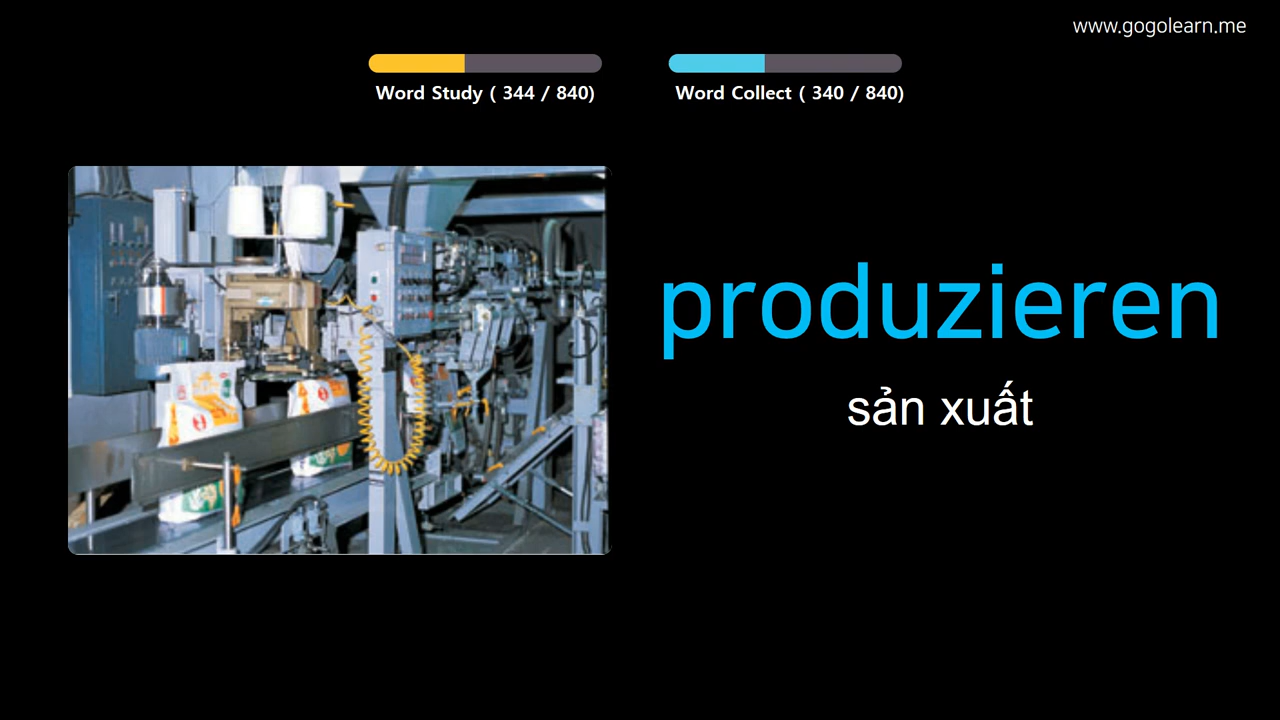 www.gogolearn.me
Word Study ( 344 / 840)
Word Collect ( 340 / 840)
produzieren
sản xuất